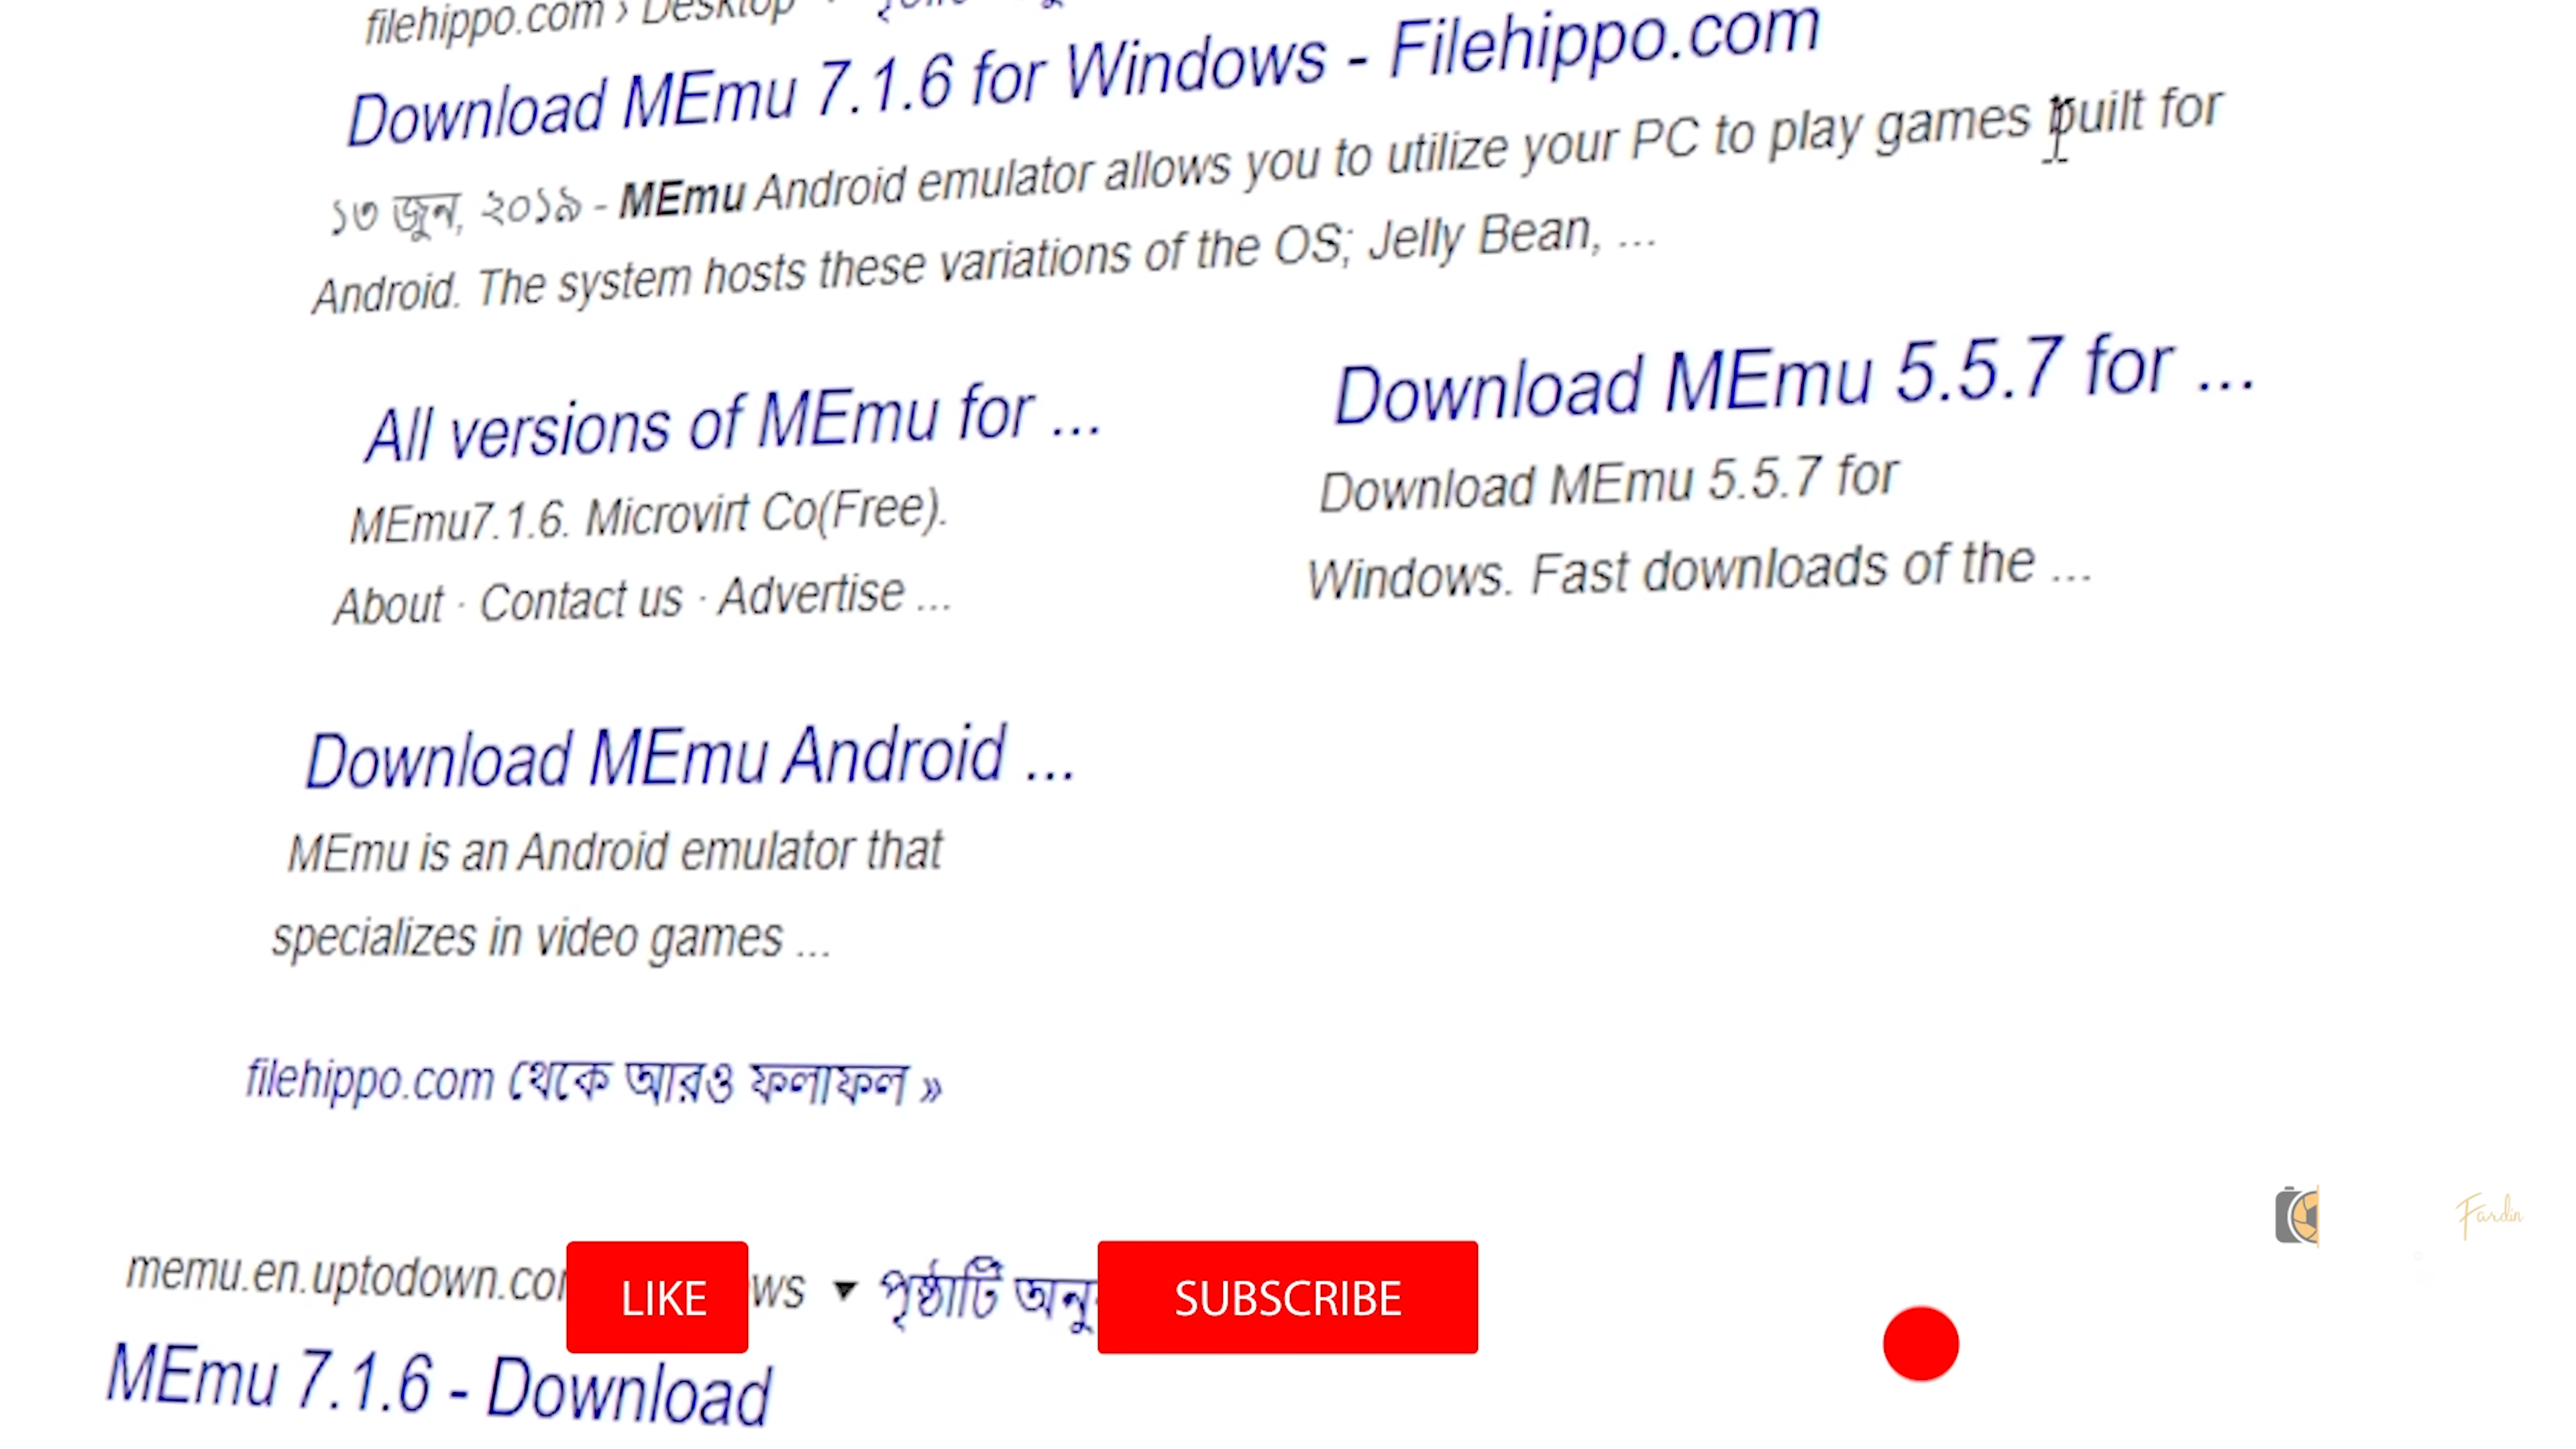 filehippo.com › Desktop
Download MEmu 7.1.6 for Windows - Filehippo.com
১৩ জুন, ২০১৯ - MEmu Android emulator allows you to utilize your PC to play games built for
Android. The system hosts these variations of the OS; Jelly Bean, ...
All versions of MEmu for ...
MEmu7.1.6. Microvirt Co(Free).
About · Contact us · Advertise ...
Download MEmu 5.5.7 for ...
Download MEmu 5.5.7 for
Windows. Fast downloads of the ...
Download MEmu Android ...
MEmu is an Android emulator that
specializes in video games ...
filehippo.com থেকে আরও ফলাফল »
memu.en.uptodown.com ▼ পৃষ্ঠাটি
LIKE
SUBSCRIBE
MEmu 7.1.6 - Download
Fardin